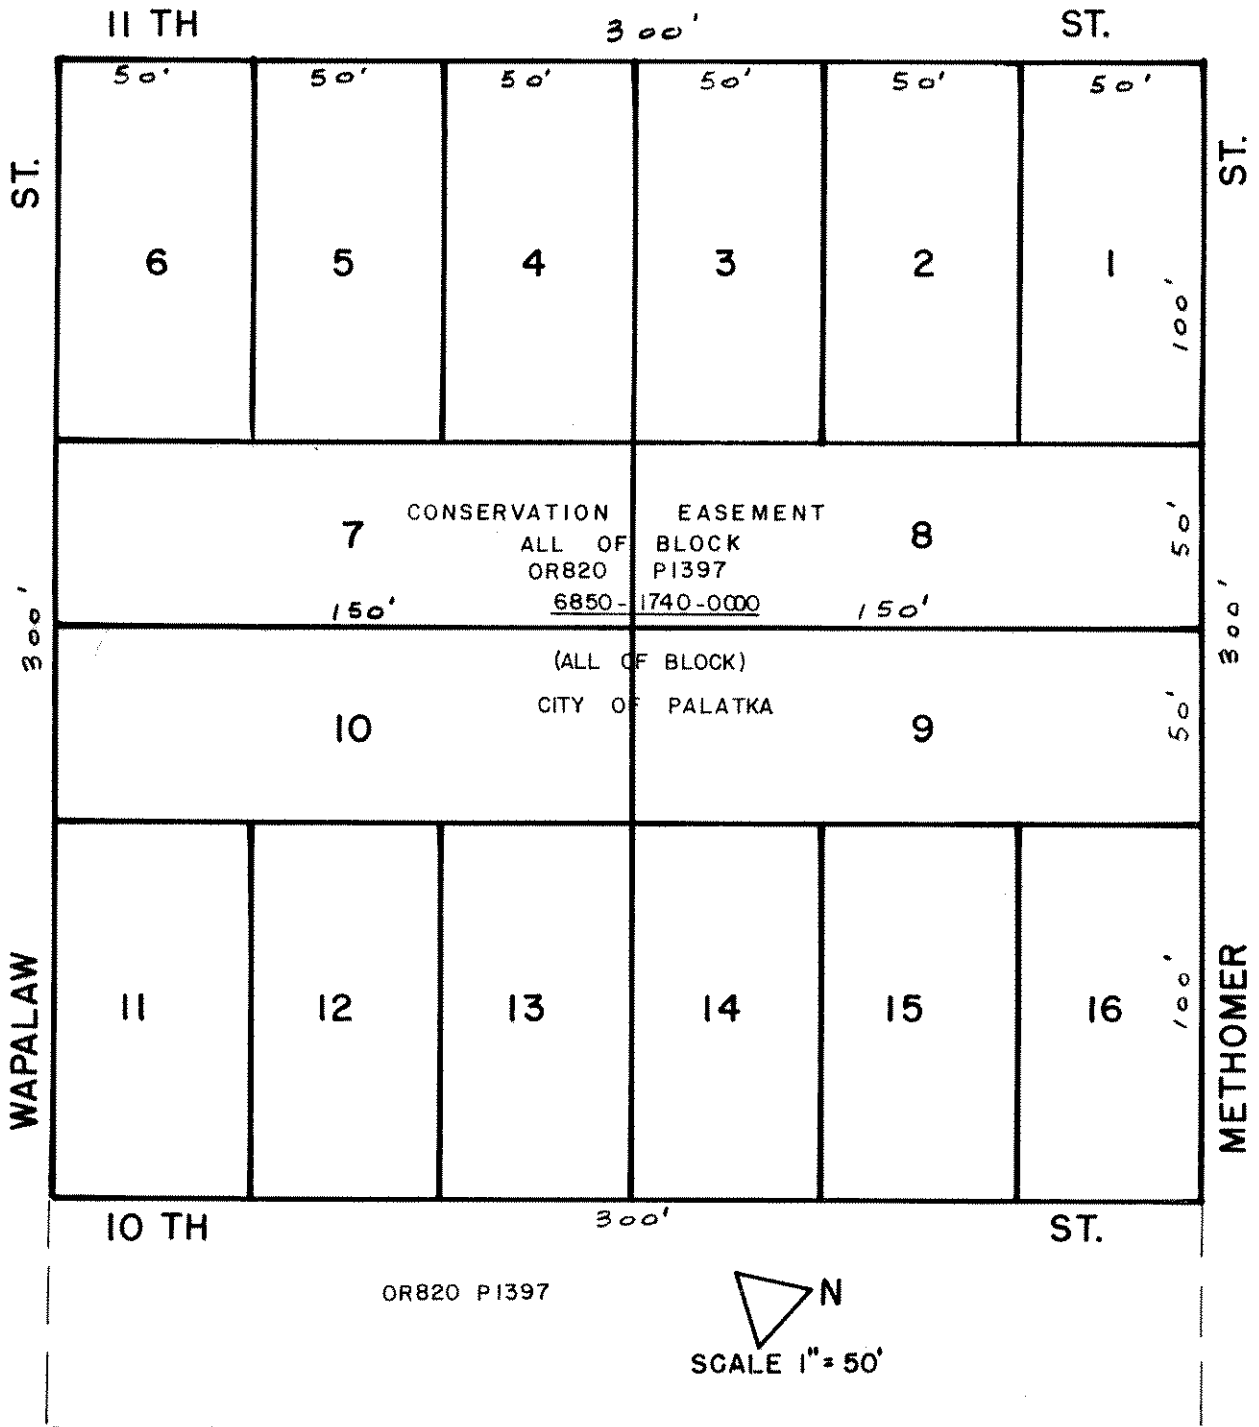 11 TH 300' ST.
50' 50' 50' 50' 50' 50'
ST. ST.
6 5 4 3 2 1
100'
CONSERVATION EASEMENT
7 8 50'
ALL OF BLOCK
OR820 P1397
6850-1740-0000
150' 150'
300' 300'
(ALL OF BLOCK)
CITY OF PALATKA
10 9 50'
11 12 13 14 15 16
100'
WAPALAW METHOMER
10 TH 300' ST.
OR820 P1397
N
SCALE 1"=50'